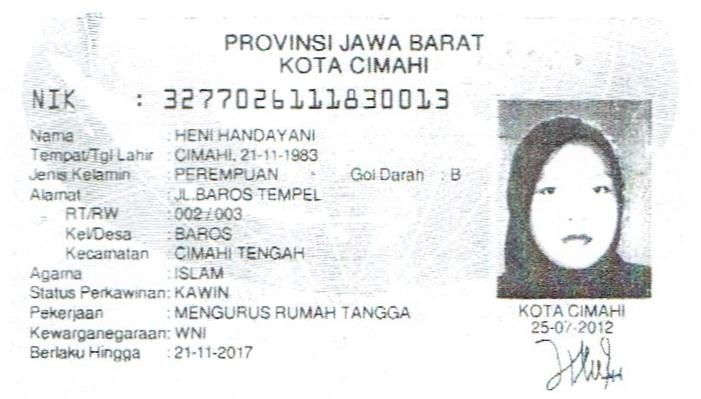 PROVINSI JAWA BARAT
KOTA CIMAHI
NIK : 3277026111830013
Nama : HENI HANDAYANI
Tempat/Tgl Lahir : CIMAHI, 21-11-1983
Jenis Kelamin : PEREMPUAN Gol Darah : B
Alamat : JL.BAROS TEMPEL
RT/RW : 002 / 003
Kel/Desa : BAROS
Kecamatan : CIMAHI TENGAH
Agama : ISLAM
Status Perkawinan: KAWIN
Pekerjaan : MENGURUS RUMAH TANGGA
Kewarganegaraan: WNI
Berlaku Hingga : 21-11-2017
KOTA CIMAHI
25-07-2012